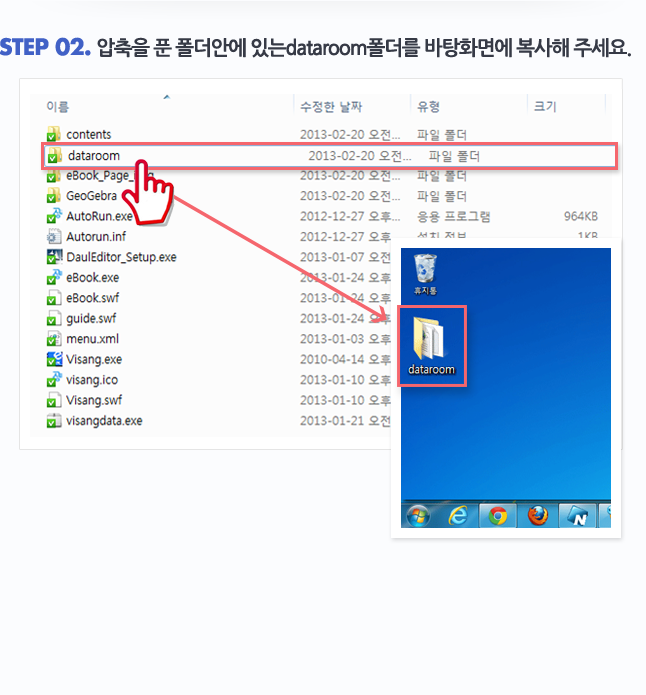 STEP 02. 압축을 푼 폴더안에 있는dataroom폴더를 바탕화면에 복사해 주세요.
이름 수정한 날짜 유형 크기
contents 2013-02-20 오전... 파일 폴더
dataroom 2013-02-20 오전... 파일 폴더
eBook_Page_ 2013-02-20 오전... 파일 폴더
GeoGebra 2013-02-20 오전... 파일 폴더
AutoRun.exe 2012-12-27 오후... 응용 프로그램 964KB
Autorun.inf 2012-12-27 오후 설치 정보 1KB
DaulEditor_Setup.exe 2013-01-07 오전
eBook.exe 2013-01-24 오후
eBook.swf 2013-01-24 오후
guide.swf 2013-01-24 오후
menu.xml 2013-01-03 오후
Visang.exe 2010-04-14 오후
visang.ico 2013-01-10 오후
Visang.swf 2013-01-10 오후
visangdata.exe 2013-01-21 오후
휴지통
dataroom